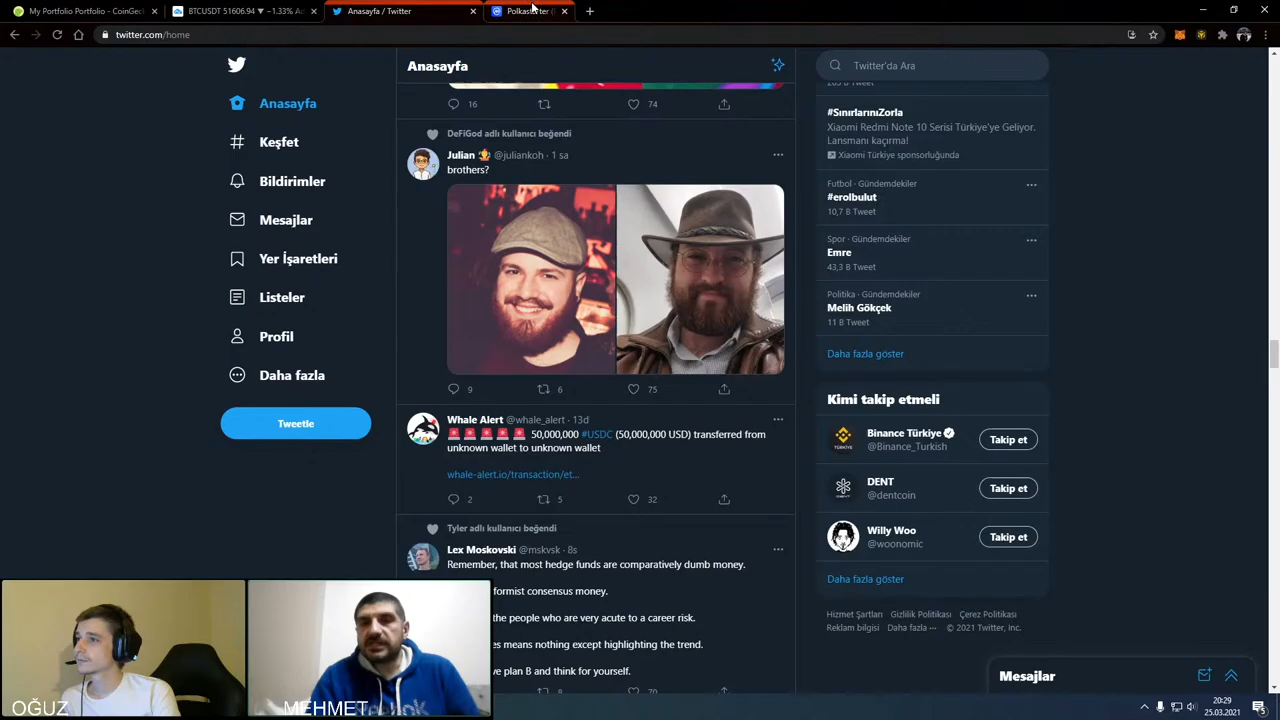 My Portfolio Portfolio - CoinGec
BTCUSDT 51606.94 ▼ −1.33%
Anasayfa / Twitter
Polkastarter (
twitter.com/home
Anasayfa
Keşfet
Bildirimler
Mesajlar
Yer İşaretleri
Listeler
Profil
Daha fazla
Tweetle
Anasayfa
16
74
DeFiGod adlı kullanıcı beğendi
Julian @juliankoh · 1 sa
brothers?
9
6
75
Whale Alert @whale_alert · 13d
50,000,000 #USDC (50,000,000 USD) transferred from
unknown wallet to unknown wallet
whale-alert.io/transaction/et...
2
5
32
Tyler adlı kullanıcı beğendi
Lex Moskovski @mskvsk · 8s
Remember, that most hedge funds are comparatively dumb money.
formist consensus money.
the people who are very acute to a career risk.
es means nothing except highlighting the trend.
ve plan B and think for yourself.
Twitter'da Ara
#SınırlarınıZorla
Xiaomi Redmi Note 10 Serisi Türkiye'ye Geliyor.
Lansmanı kaçırma!
Xiaomi Türkiye sponsorluğunda
Futbol · Gündemdekiler
#erolbulut
10,7 B Tweet
Spor · Gündemdekiler
Emre
43,3 B Tweet
Politika · Gündemdekiler
Melih Gökçek
11 B Tweet
Daha fazla göster
Kimi takip etmeli
Binance Türkiye
@Binance_Turkish
Takip et
DENT
@dentcoin
Takip et
Willy Woo
@woonomic
Takip et
Daha fazla göster
Hizmet Şartları Gizlilik Politikası Çerez Politikası
Reklam bilgisi Daha fazla ··· © 2021 Twitter, Inc.
Mesajlar
OĞUZ
MEHMET
20:29
25.03.2021
5